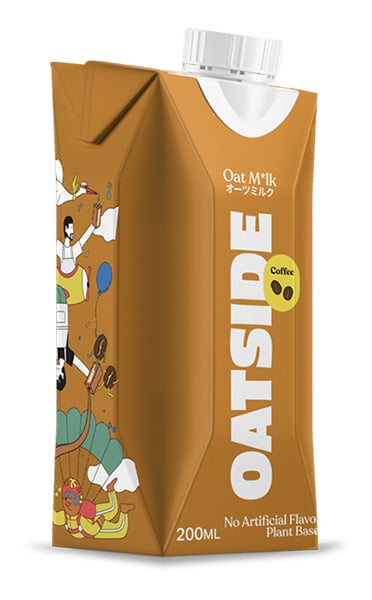 Oat M*lk
オーツミルク
OATSIDE
Coffee
200ML
No Artificial Flavo
Plant Base